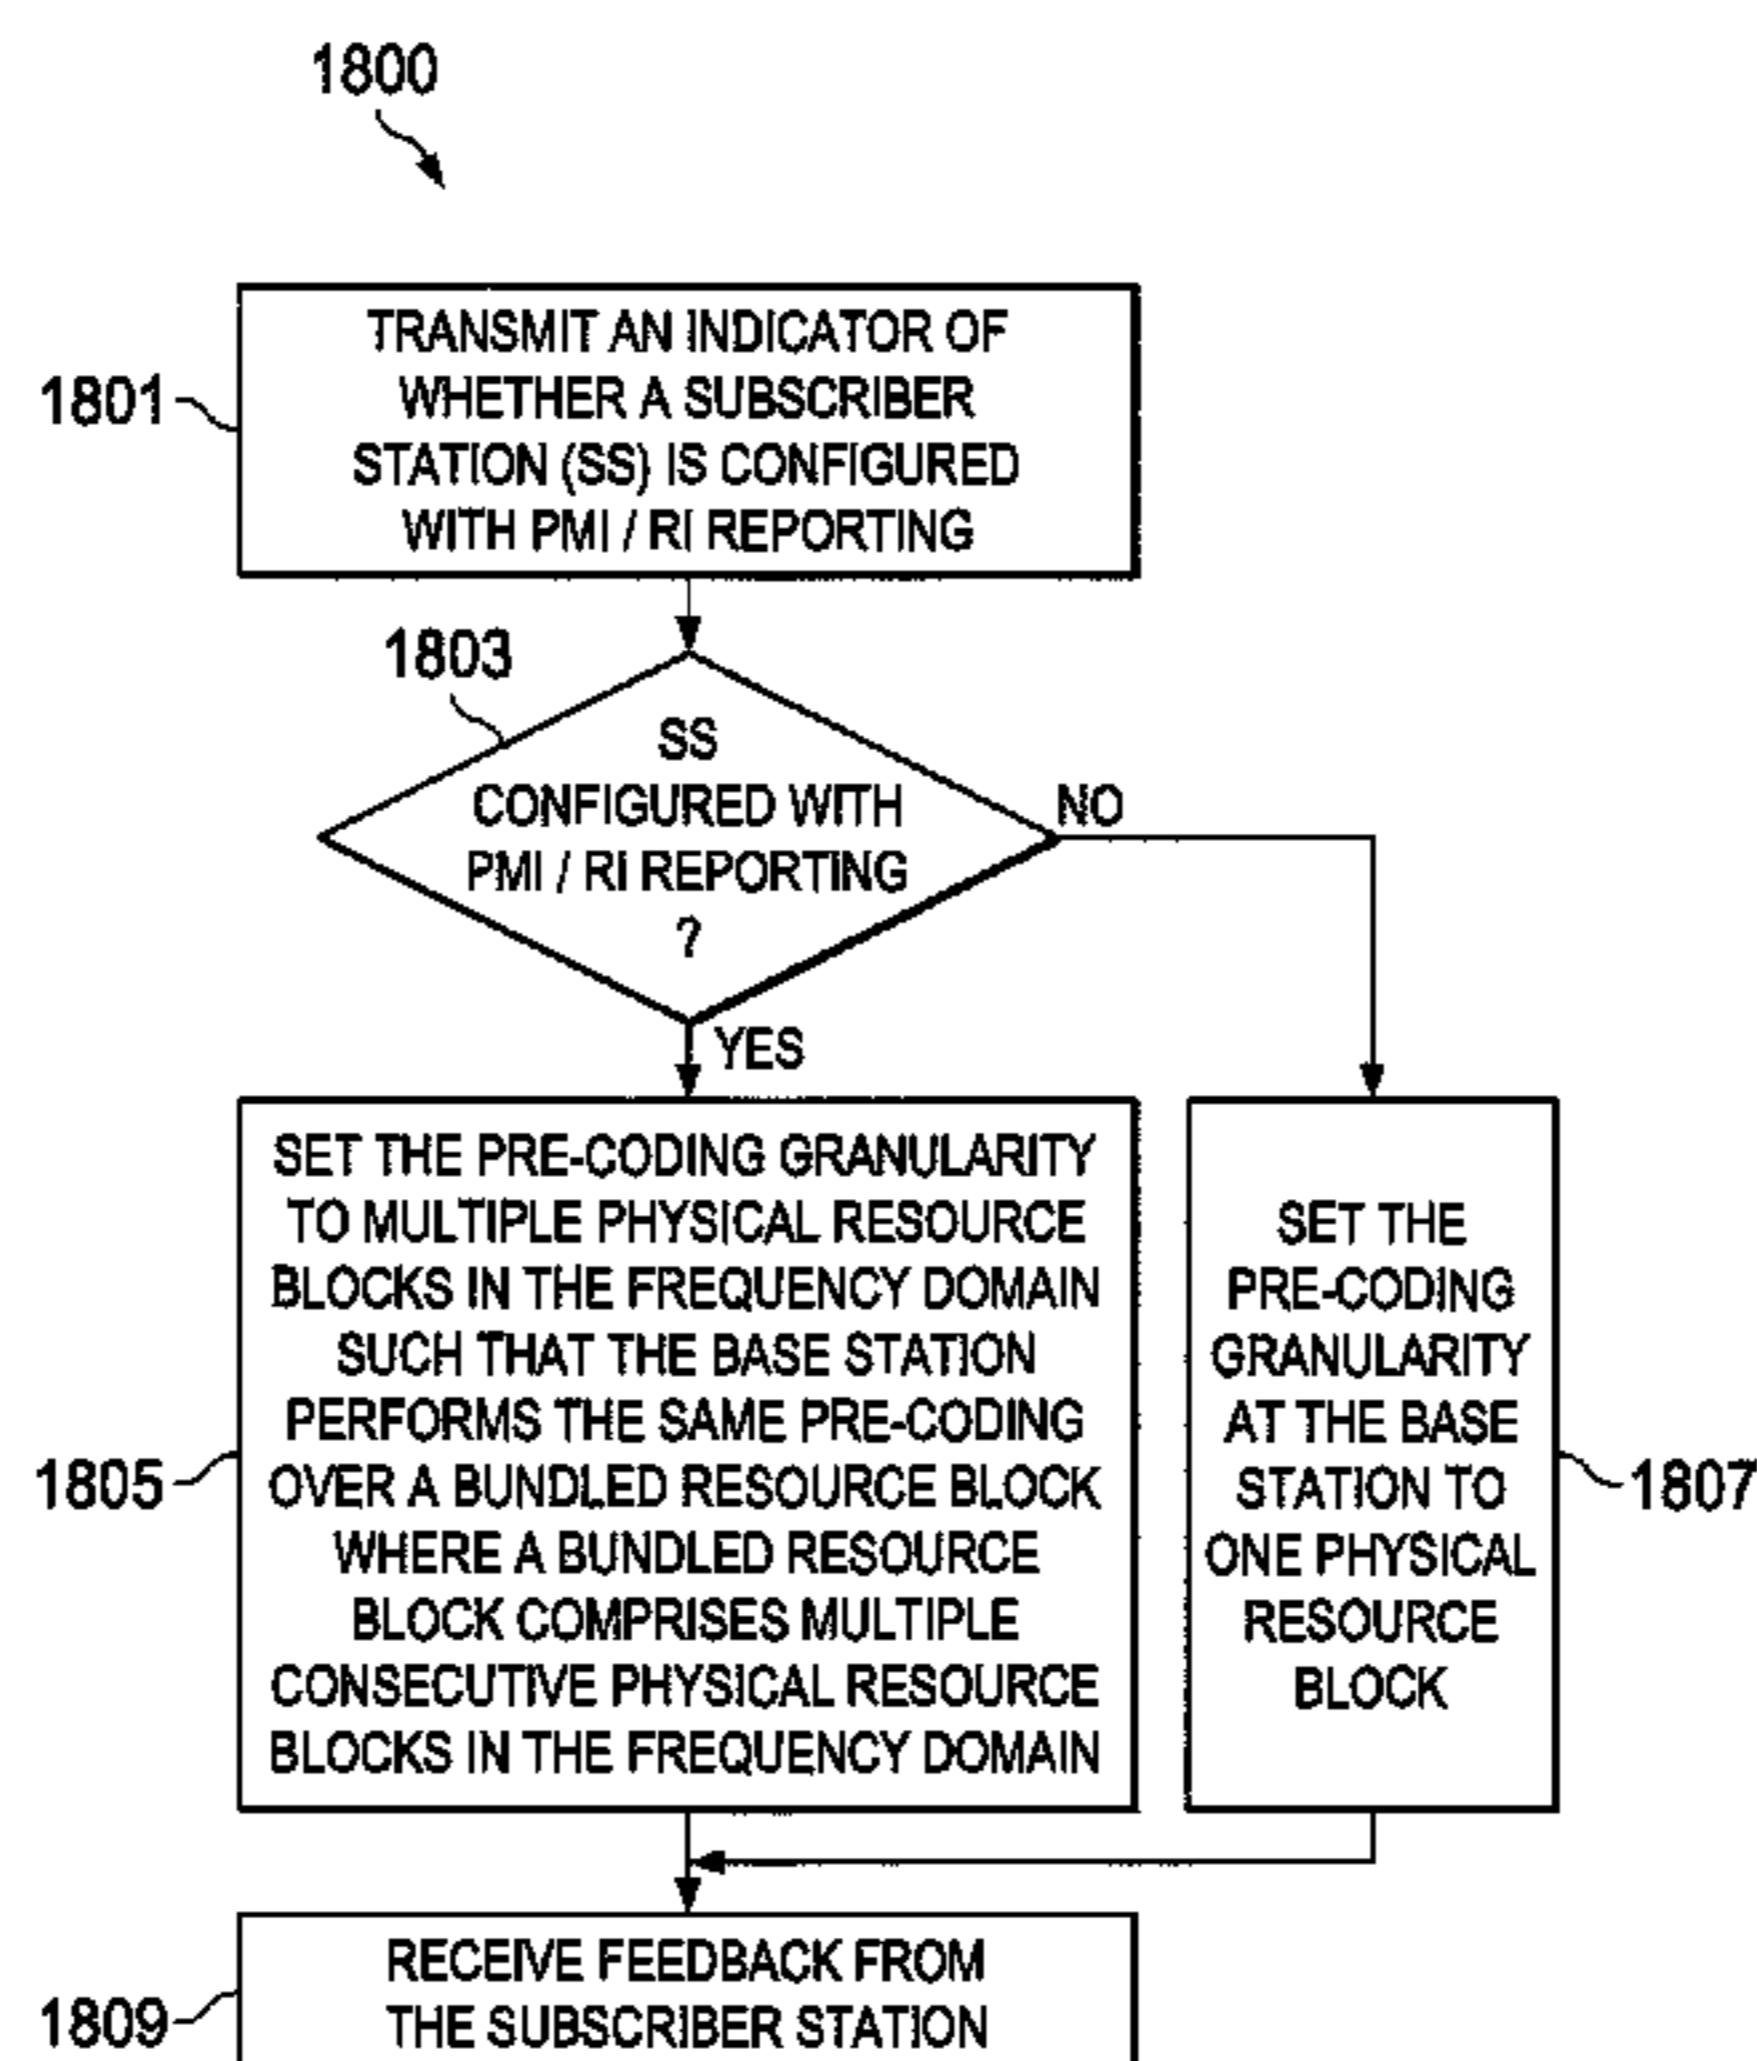 1800
1801
TRANSMIT AN INDICATOR OF
WHETHER A SUBSCRIBER
STATION (SS) IS CONFIGURED
WITH PMI / RI REPORTING
1803
SS
CONFIGURED WITH
PMI / RI REPORTING
?
NO
YES
1805
SET THE PRE-CODING GRANULARITY
TO MULTIPLE PHYSICAL RESOURCE
BLOCKS IN THE FREQUENCY DOMAIN
SUCH THAT THE BASE STATION
PERFORMS THE SAME PRE-CODING
OVER A BUNDLED RESOURCE BLOCK
WHERE A BUNDLED RESOURCE
BLOCK COMPRISES MULTIPLE
CONSECUTIVE PHYSICAL RESOURCE
BLOCKS IN THE FREQUENCY DOMAIN
SET THE
PRE-CODING
GRANULARITY
AT THE BASE
STATION TO
ONE PHYSICAL
RESOURCE
BLOCK
1807
1809
RECEIVE FEEDBACK FROM
THE SUBSCRIBER STATION